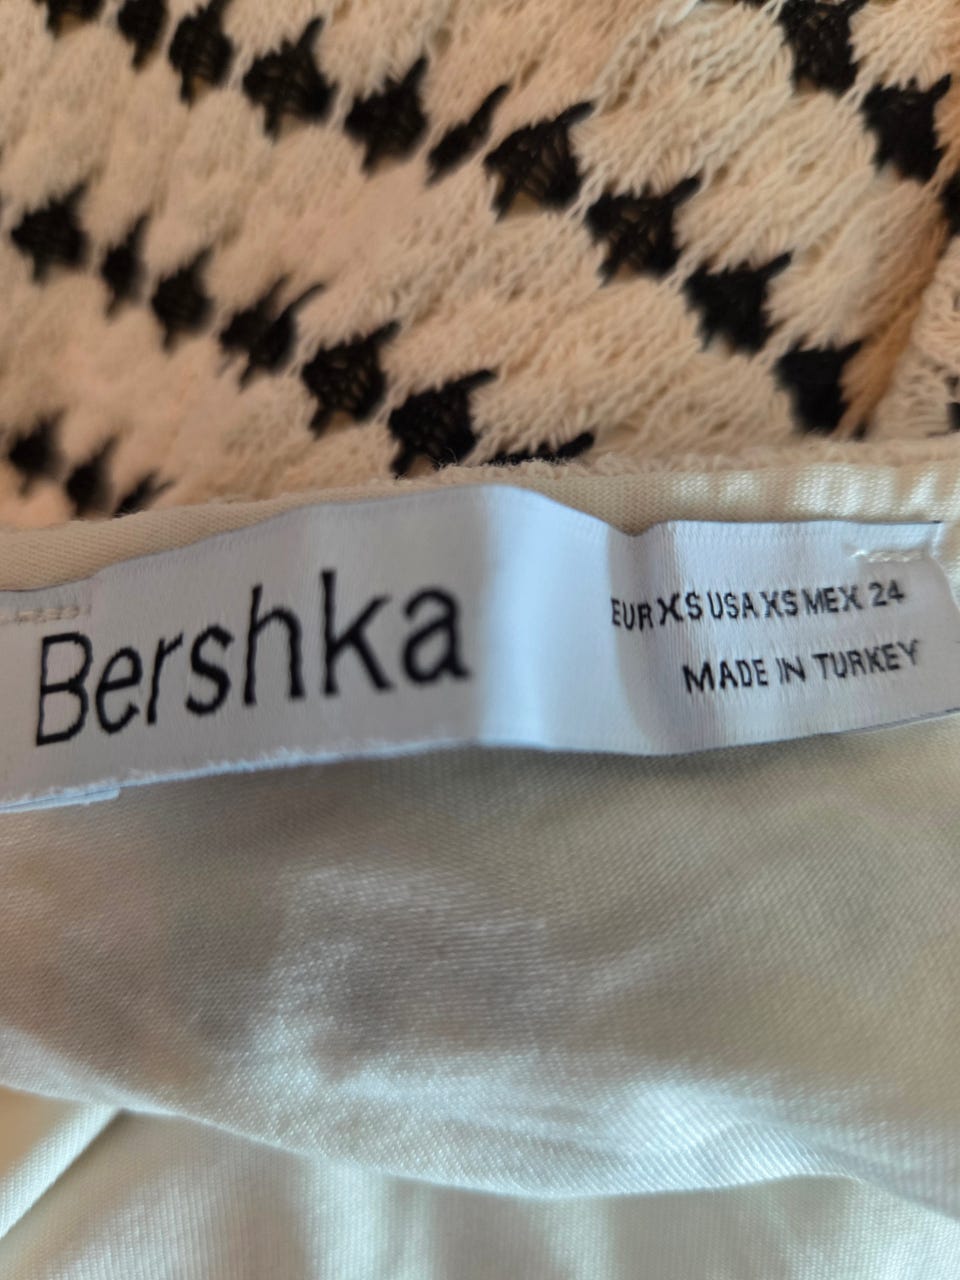 Bershka
EUR XS USA XS MEX 24
MADE IN TURKEY